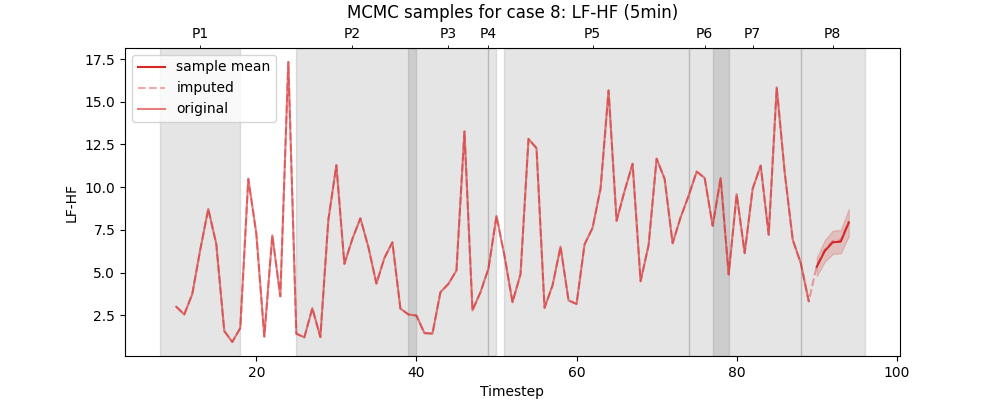 MCMC samples for case 8: LF-HF (5min)
P1 P2 P3 P4 P5 P6 P7 P8
17.5
15.0
12.5
10.0
7.5
5.0
2.5
LF-HF
sample mean
imputed
original
20 40 60 80 100
Timestep